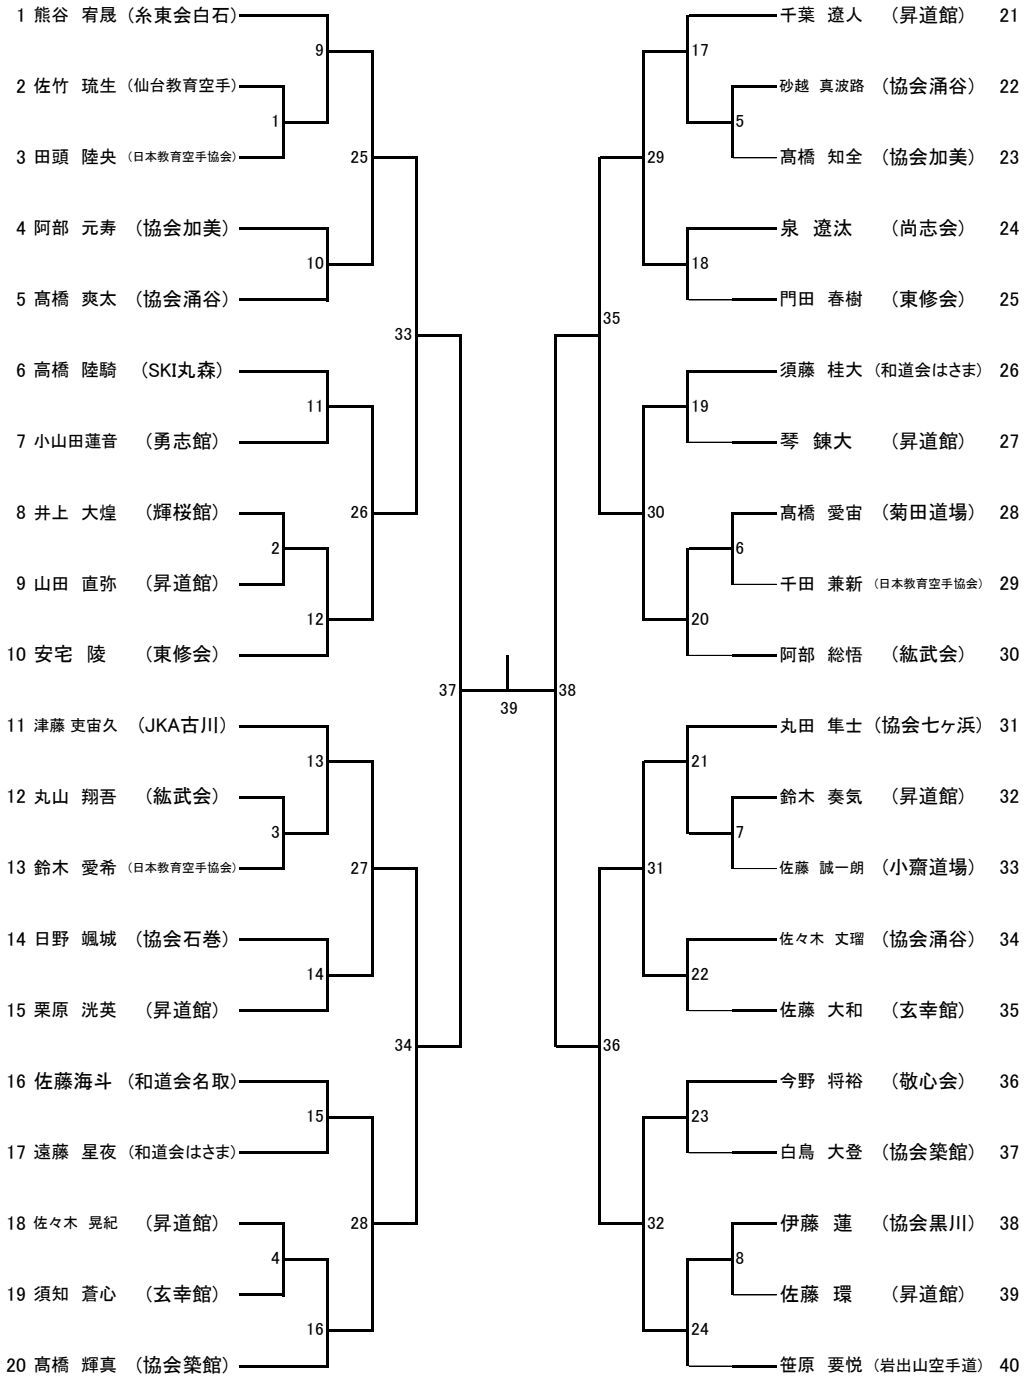 1 熊谷 宥晟 (糸東会白石)
9
2 佐竹 琉生 (仙台教育空手)
1
3 田頭 陸央 (日本教育空手協会)
25
4 阿部 元寿 (協会加美)
10
5 髙橋 爽太 (協会涌谷)
33
6 高橋 陸騎 (SKI丸森)
11
7 小山田蓮音 (勇志館)
8 井上 大煌 (輝桜館)
26
2
9 山田 直弥 (昇道館)
12
10 安宅 陵 (東修会)
37
11 津藤 吏宙久 (JKA古川)
13
12 丸山 翔吾 (紘武会)
3
13 鈴木 愛希 (日本教育空手協会)
27
14 日野 颯城 (協会石巻)
14
15 栗原 洸英 (昇道館)
34
16 佐藤海斗 (和道会名取)
15
17 遠藤 星夜 (和道会はさま)
18 佐々木 晃紀 (昇道館)
28
4
19 須知 蒼心 (玄幸館)
16
20 髙橋 輝真 (協会築館)
39
千葉 遼人 (昇道館) 21
17
砂越 真波路 (協会涌谷) 22
5
髙橋 知全 (協会加美) 23
29
泉 遼汰 (尚志会) 24
18
門田 春樹 (東修会) 25
35
須藤 桂大 (和道会はさま) 26
19
琴 錬大 (昇道館) 27
髙橋 愛宙 (菊田道場) 28
30
6
千田 兼新 (日本教育空手協会) 29
20
阿部 総悟 (紘武会) 30
38
丸田 隼士 (協会七ヶ浜) 31
21
鈴木 奏気 (昇道館) 32
7
佐藤 誠一朗 (小齋道場) 33
31
佐々木 丈瑠 (協会涌谷) 34
22
佐藤 大和 (玄幸館) 35
36
今野 将裕 (敬心会) 36
23
白鳥 大登 (協会築館) 37
伊藤 蓮 (協会黒川) 38
32
8
佐藤 環 (昇道館) 39
24
笹原 要悦 (岩出山空手道) 40